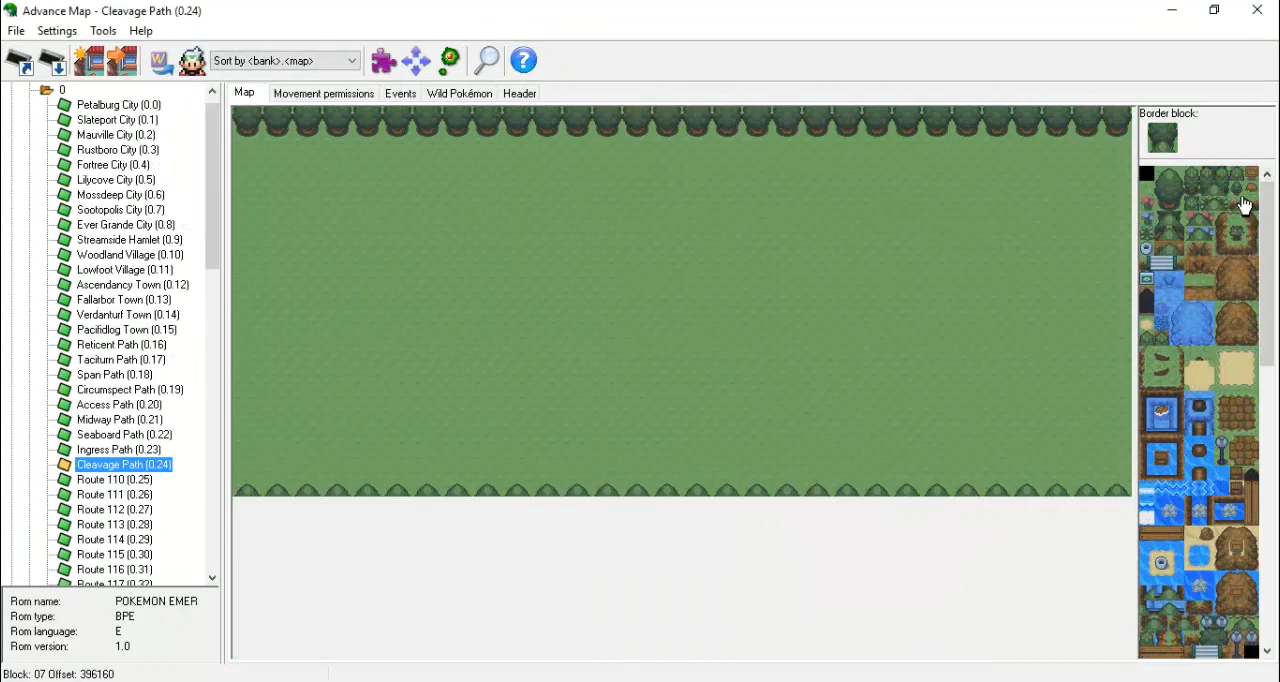 Advance Map - Cleavage Path (0.24)
File Settings Tools Help
Sort by <bank>.<map>
Map Movement permissions Events Wild Pokémon Header
0
Petalburg City (0.0)
Slateport City (0.1)
Mauville City (0.2)
Rustboro City (0.3)
Fortree City (0.4)
Lilycove City (0.5)
Mossdeep City (0.6)
Sootopolis City (0.7)
Ever Grande City (0.8)
Streamside Hamlet (0.9)
Woodland Village (0.10)
Lowfoot Village (0.11)
Ascendancy Town (0.12)
Fallarbor Town (0.13)
Verdanturf Town (0.14)
Pacifidlog Town (0.15)
Reticent Path (0.16)
Taciturn Path (0.17)
Span Path (0.18)
Circumspect Path (0.19)
Access Path (0.20)
Midway Path (0.21)
Seaboard Path (0.22)
Ingress Path (0.23)
Cleavage Path (0.24)
Route 110 (0.25)
Route 111 (0.26)
Route 112 (0.27)
Route 113 (0.28)
Route 114 (0.29)
Route 115 (0.30)
Route 116 (0.31)
Route 117 (0.32)
Border block:
Rom name: POKEMON EMER
Rom type: BPE
Rom language: E
Rom version: 1.0
Block: 07 Offset: 396160